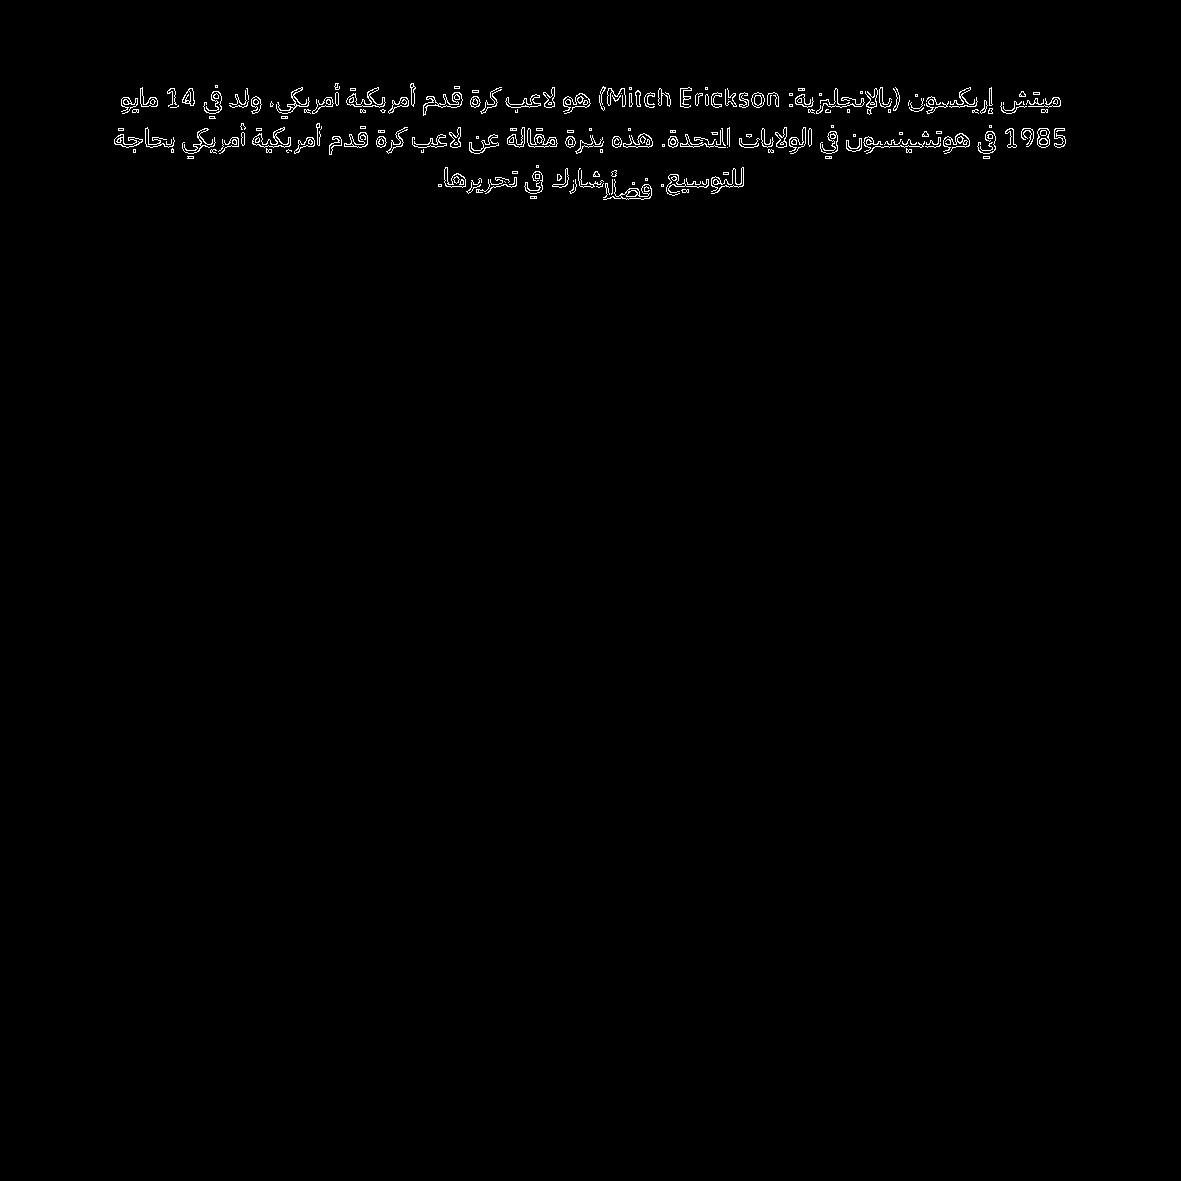 ميتش إريكسون (بالإنجليزية: Mitch Erickson) هو لاعب كرة قدم أمريكية أمريكي، ولد في 14 مايو
1985 في هوتشينسون في الولايات المتحدة. هذه بذرة مقالة عن لاعب كرة قدم أمريكية أمريكي بحاجة
للتوسيع. فضلًا شارك في تحريرها.